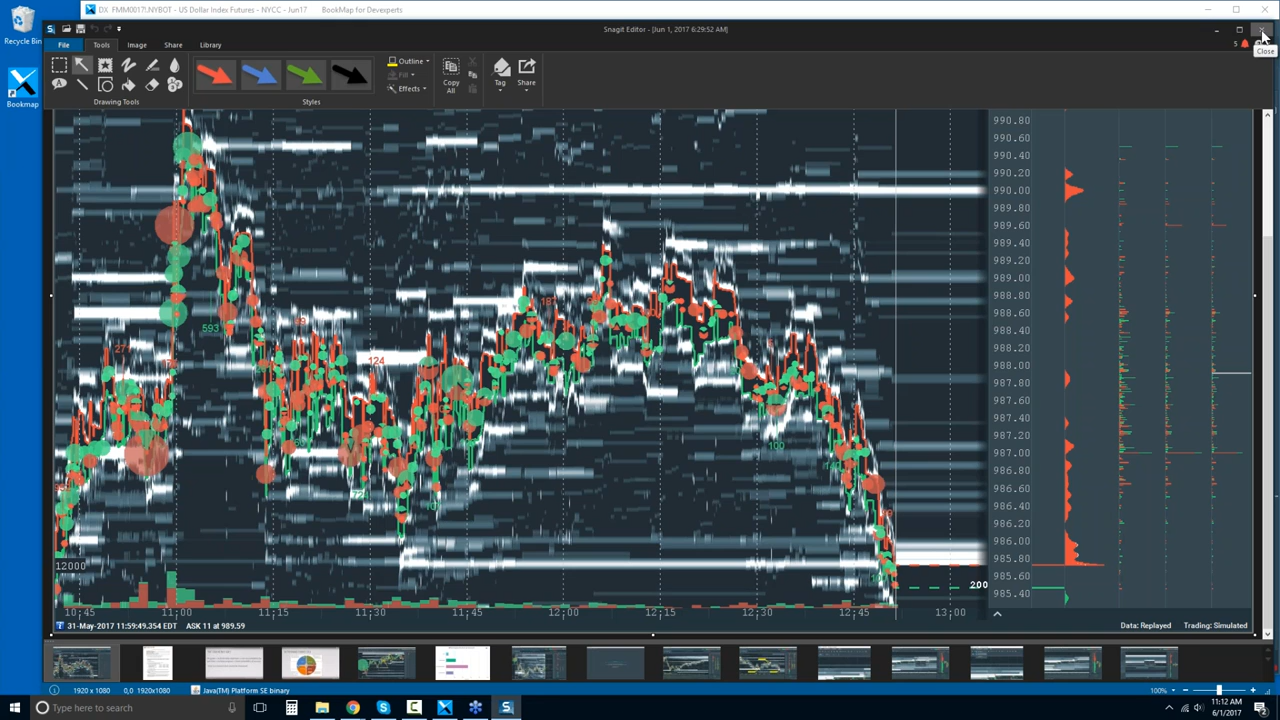 DX FMM0017!.NYBOT - US Dollar Index Futures - NYCC - Jun17 BookMap for Devexperts
Recycle Bin
Snagit Editor - [Jun 1, 2017 6:29:52 AM]
File Tools Image Share Library
5
Close
Outline
Fill
Effects
Copy All
Tag
Share
Drawing Tools
Styles
Bookmap
990.80
990.60
990.40
990.20
990.00
989.80
989.60
989.40
989.20
989.00
988.80
988.60
988.40
988.20
988.00
987.80
987.60
987.40
987.20
987.00
986.80
986.60
986.40
986.20
986.00
985.80
985.60
985.40
593
124
100
12000
200
10:45 11:00 11:15 11:30 11:45 12:00 12:15 12:30 12:45 13:00
31-May-2017 11:59:49.354 EDT ASK 11 at 989.59
Data: Replayed Trading: Simulated
1920 x 1080 0,0 1920x1080 Java(TM) Platform SE binary
100%
Type here to search
11:12 AM
6/1/2017
2